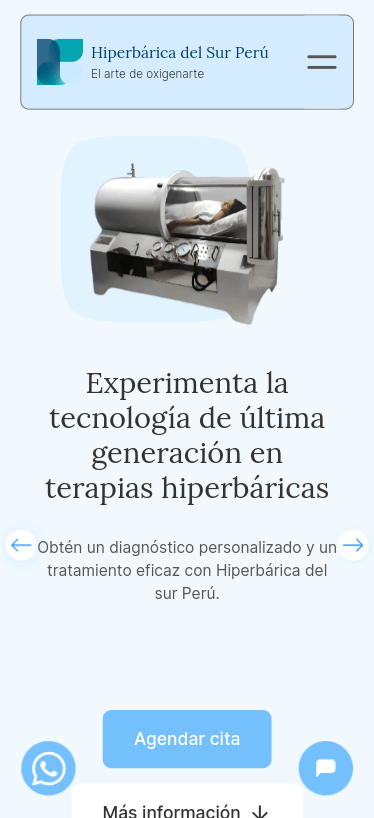 Hiperbárica del Sur Perú
El arte de oxigenarte
Experimenta la
tecnología de última
generación en
terapias hiperbáricas
Obtén un diagnóstico personalizado y un
tratamiento eficaz con Hiperbárica del
sur Perú.
Agendar cita
Más información